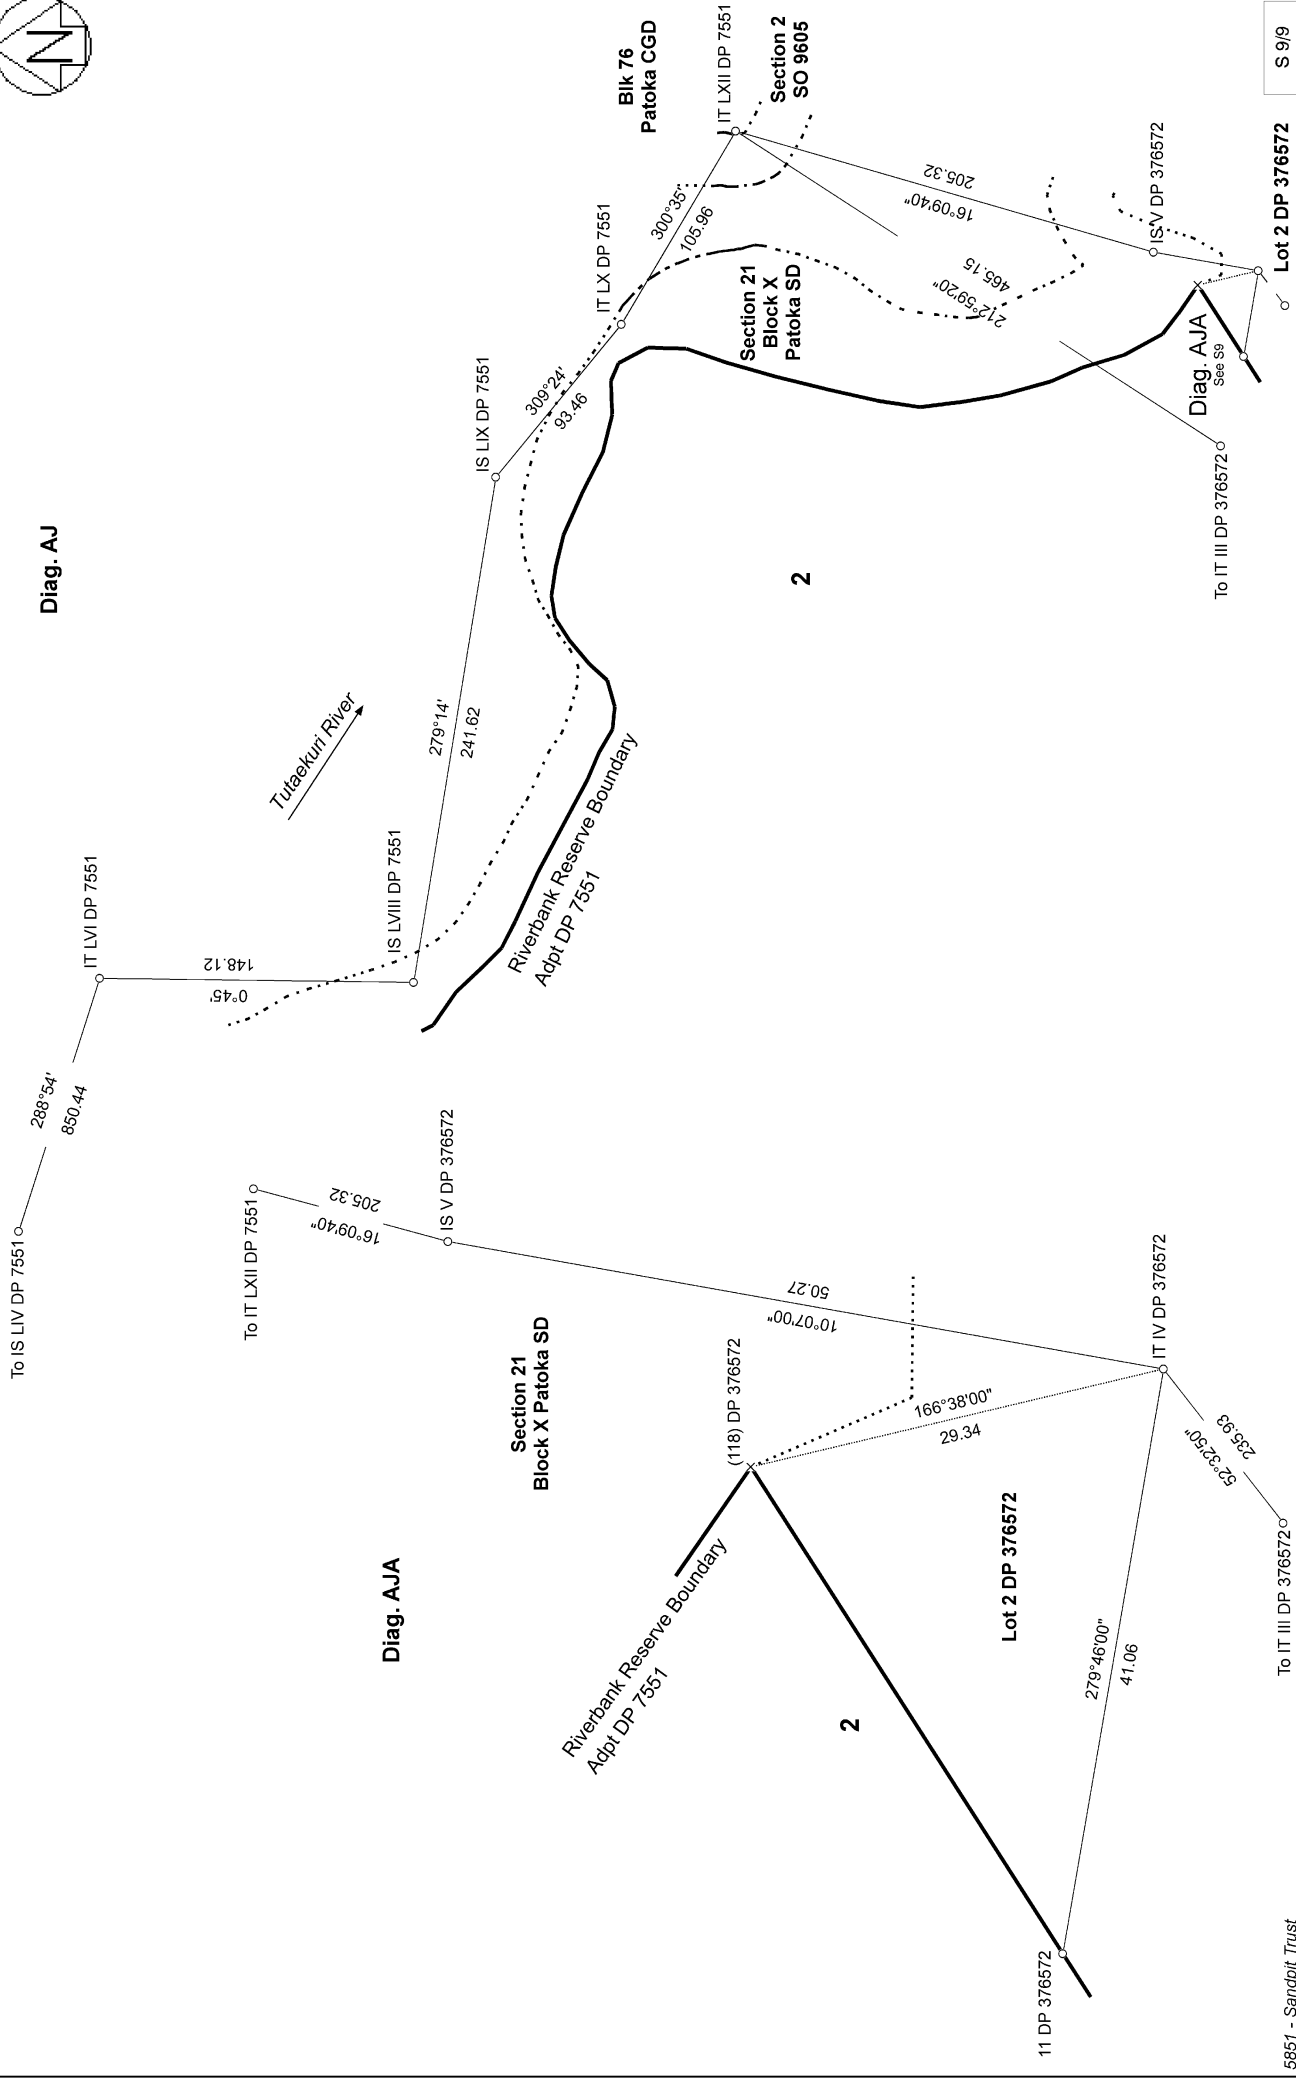 N
Diag. AJ
To IS LIV DP 7551
288°54'
850.44
IT LVI DP 7551
0°45'
148.12
IS LVIII DP 7551
Tutaekuri River
279°14'
241.62
IS LIX DP 7551
309°24'
93.46
IT LX DP 7551
300°35'
105.96
IT LXII DP 7551
Blk 76
Patoka CGD
Section 2
SO 9605
Riverbank Reserve Boundary
Adpt DP 7551
2
Section 21
Block X
Patoka SD
212°59'20"
465.15
16°09'40"
205.32
IS V DP 376572
To IT III DP 376572
Diag. AJA
See S9
Lot 2 DP 376572
S 9/9
Diag. AJA
To IT LXII DP 7551
16°09'40"
205.32
IS V DP 376572
Section 21
Block X Patoka SD
10°07'00"
50.27
(118) DP 376572
166°38'00"
29.34
IT IV DP 376572
Riverbank Reserve Boundary
Adpt DP 7551
2
Lot 2 DP 376572
52°32'50"
235.93
To IT III DP 376572
279°46'00"
41.06
11 DP 376572
5851 - Sandpit Trust